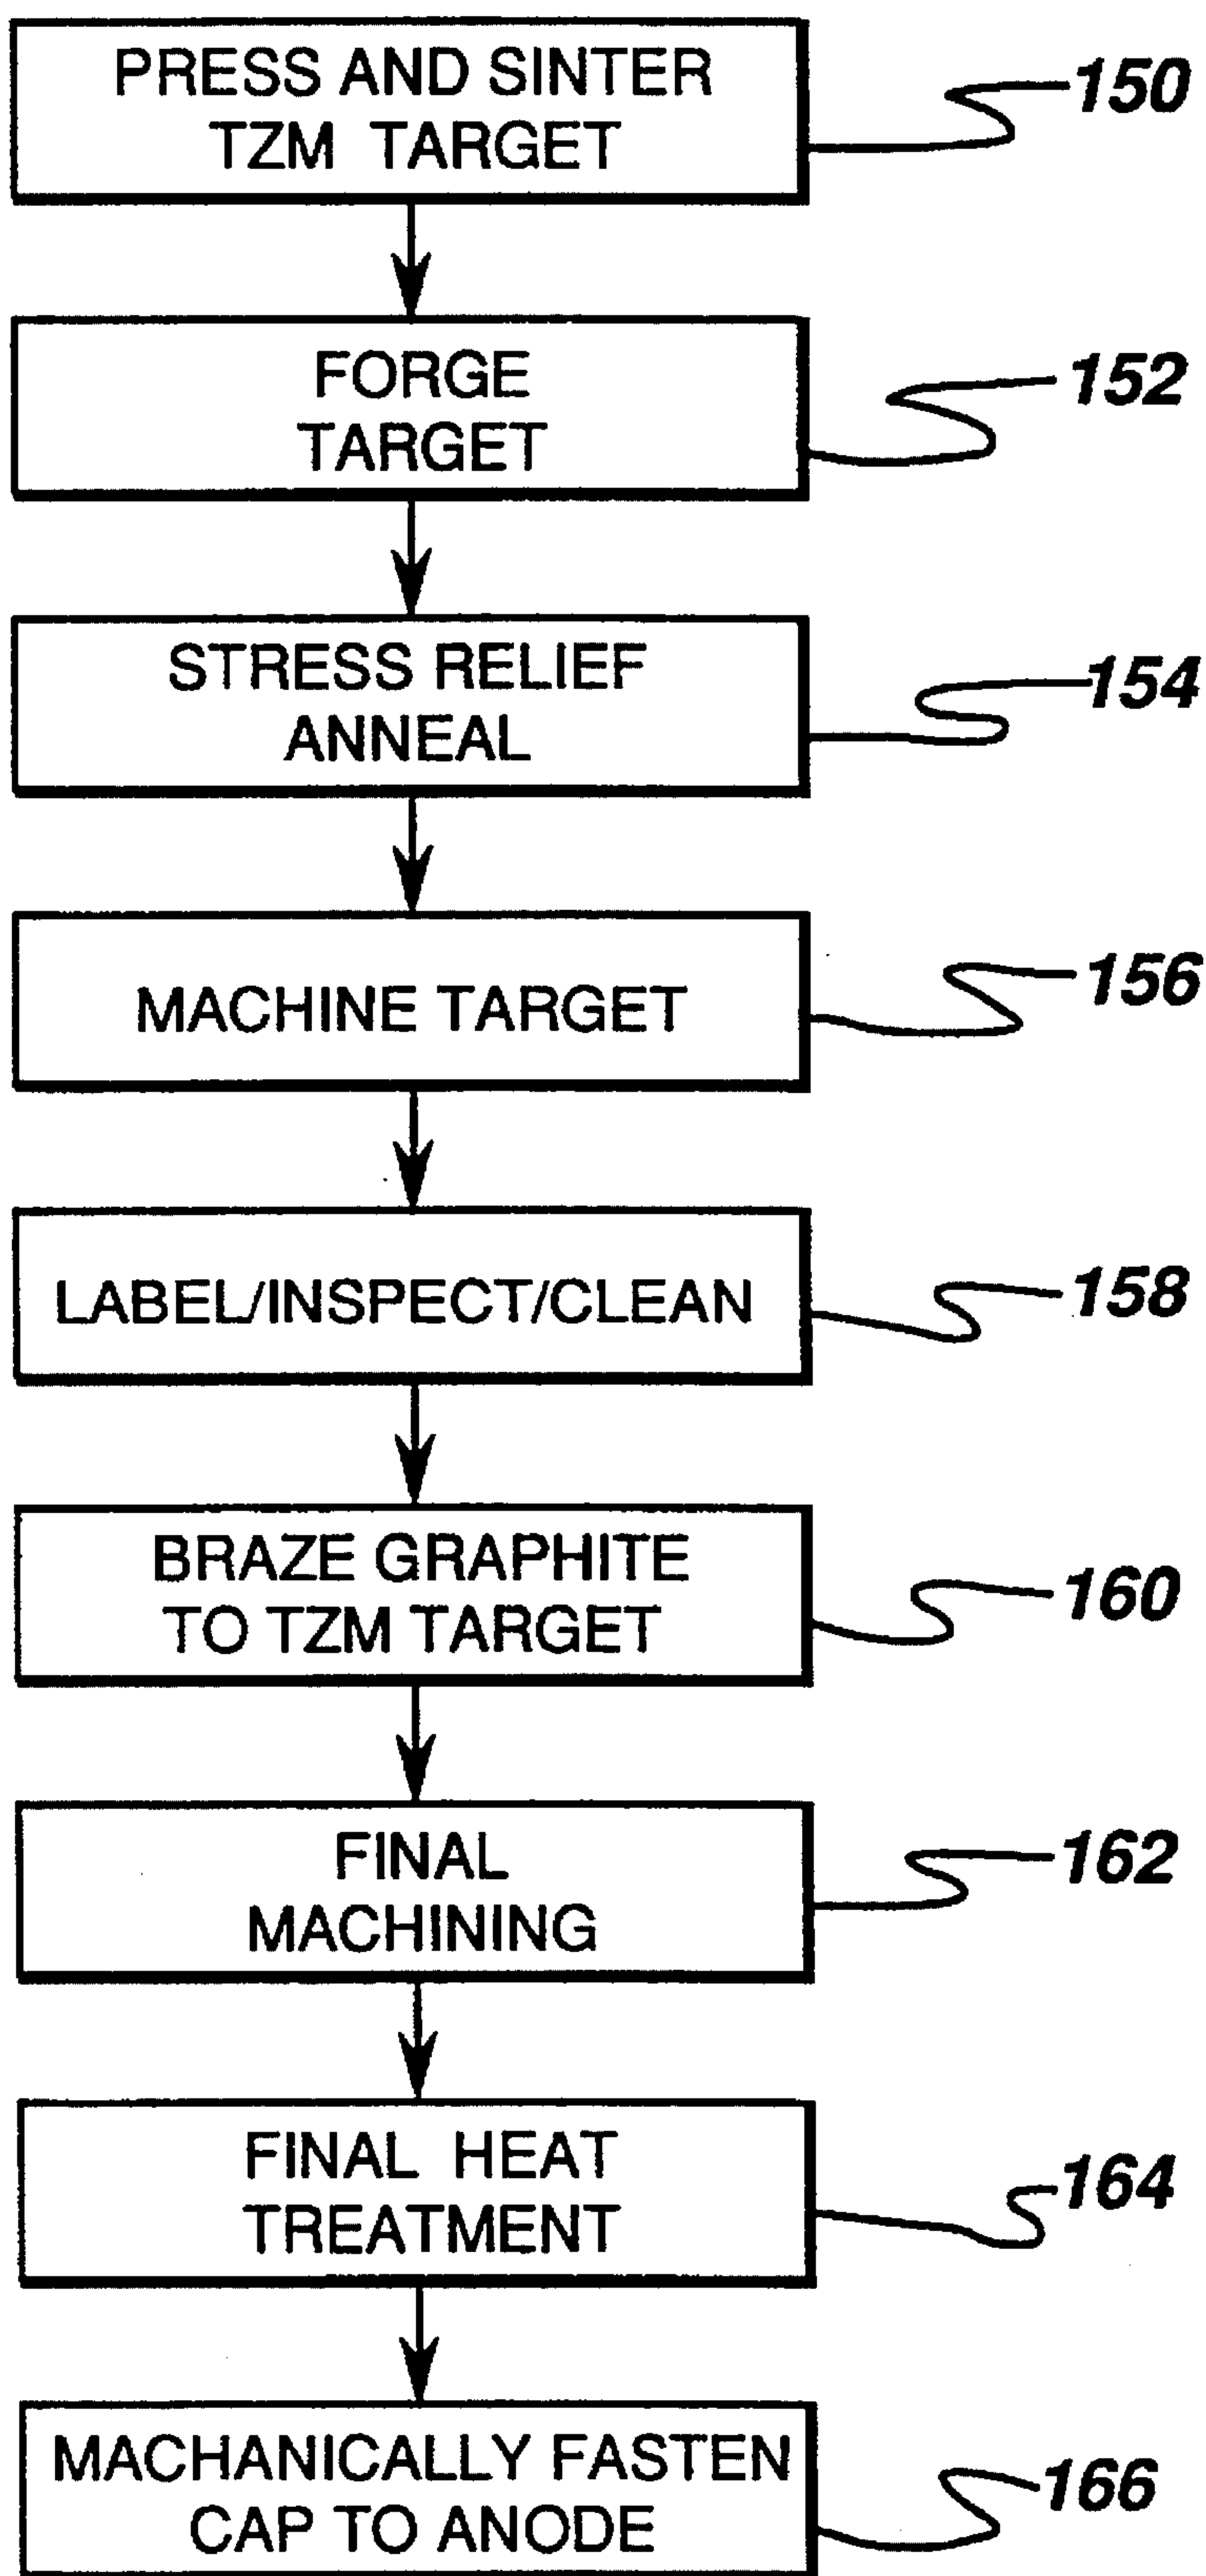 PRESS AND SINTER
TZM TARGET
150
FORGE
TARGET
152
STRESS RELIEF
ANNEAL
154
MACHINE TARGET
156
LABEL/INSPECT/CLEAN
158
BRAZE GRAPHITE
TO TZM TARGET
160
FINAL
MACHINING
162
FINAL HEAT
TREATMENT
164
MACHANICALLY FASTEN
CAP TO ANODE
166